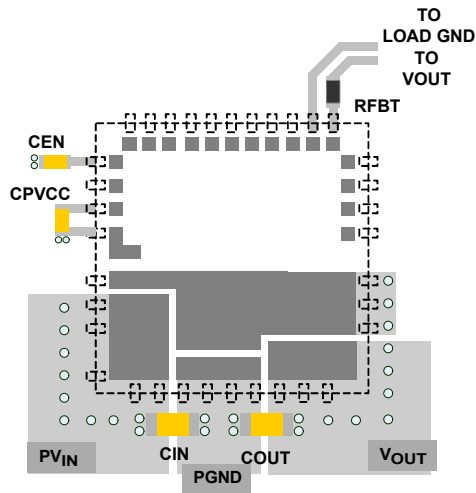 TO
LOAD GND
TO
VOUT
RFBT
CEN
CPVCC
CIN
COUT
PVIN
PGND
VOUT